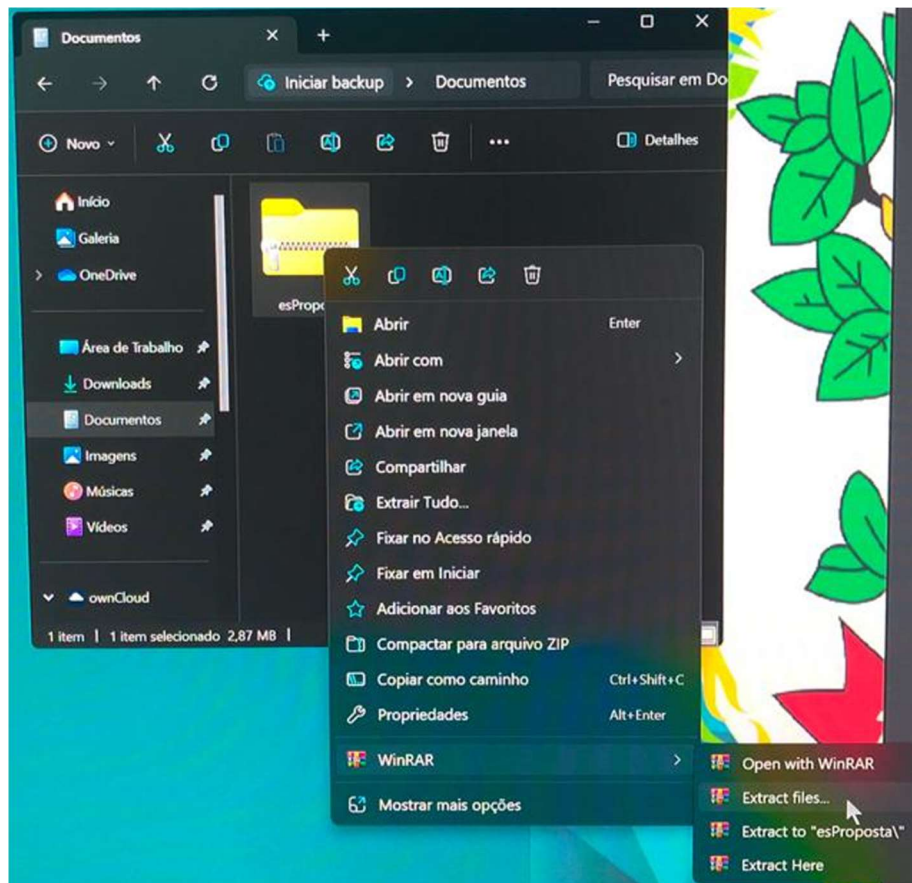 Documentos
Iniciar backup > Documentos
Pesquisar em Do
Novo
Detalhes
Início
Galeria
OneDrive
Área de Trabalho
Downloads
Documentos
Imagens
Músicas
Vídeos
ownCloud
1 item | 1 item selecionado 2,87 MB |
esPropo
Abrir Enter
Abrir com
Abrir em nova guia
Abrir em nova janela
Compartilhar
Extrair Tudo...
Fixar no Acesso rápido
Fixar em Iniciar
Adicionar aos Favoritos
Compactar para arquivo ZIP
Copiar como caminho Ctrl+Shift+C
Propriedades Alt+Enter
WinRAR
Mostrar mais opções
Open with WinRAR
Extract files...
Extract to "esProposta\"
Extract Here